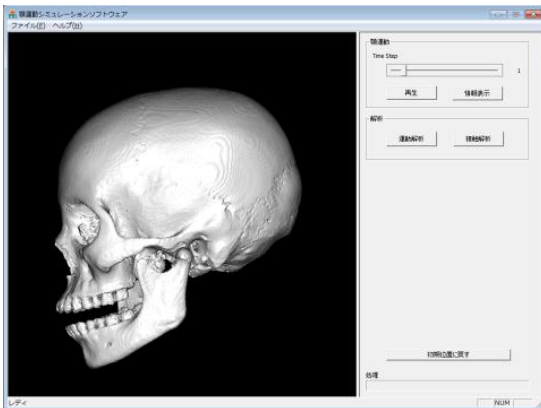 顎運動シミュレーションソフトウェア
ファイル(F) ヘルプ(H)
顎運動
Time Step
1
再生 情報表示
解析
運動解析 接触解析
初期位置に戻す
処理
レディ NUM